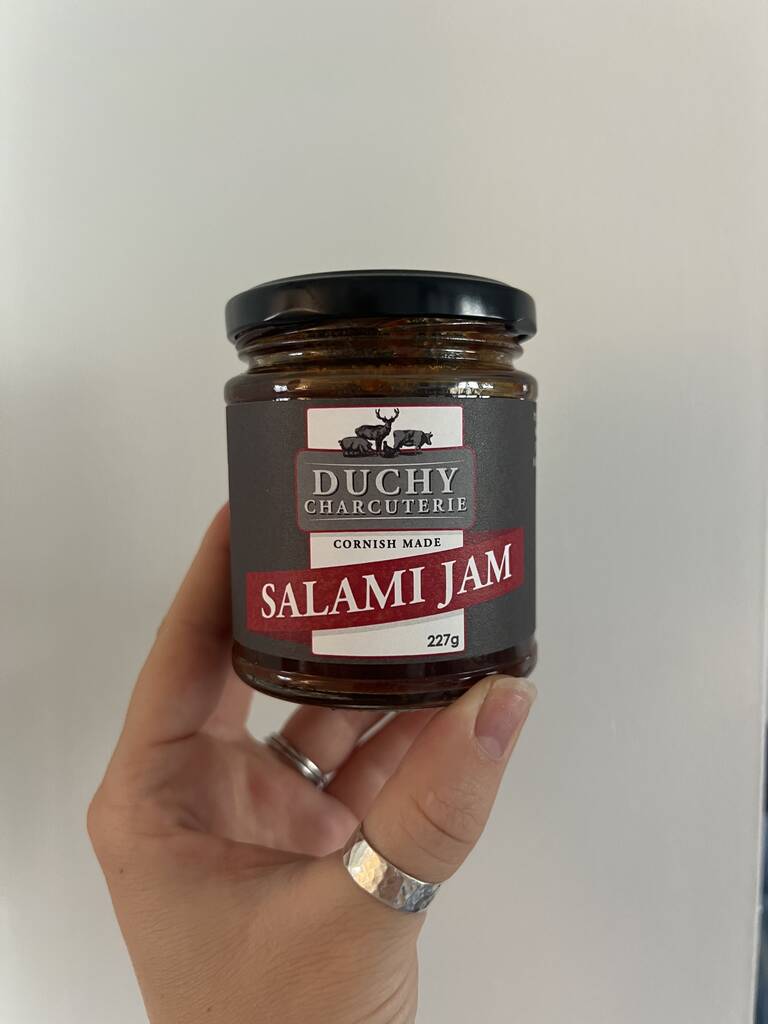 DUCHY
CHARCUTERIE
CORNISH MADE
SALAMI JAM
227g